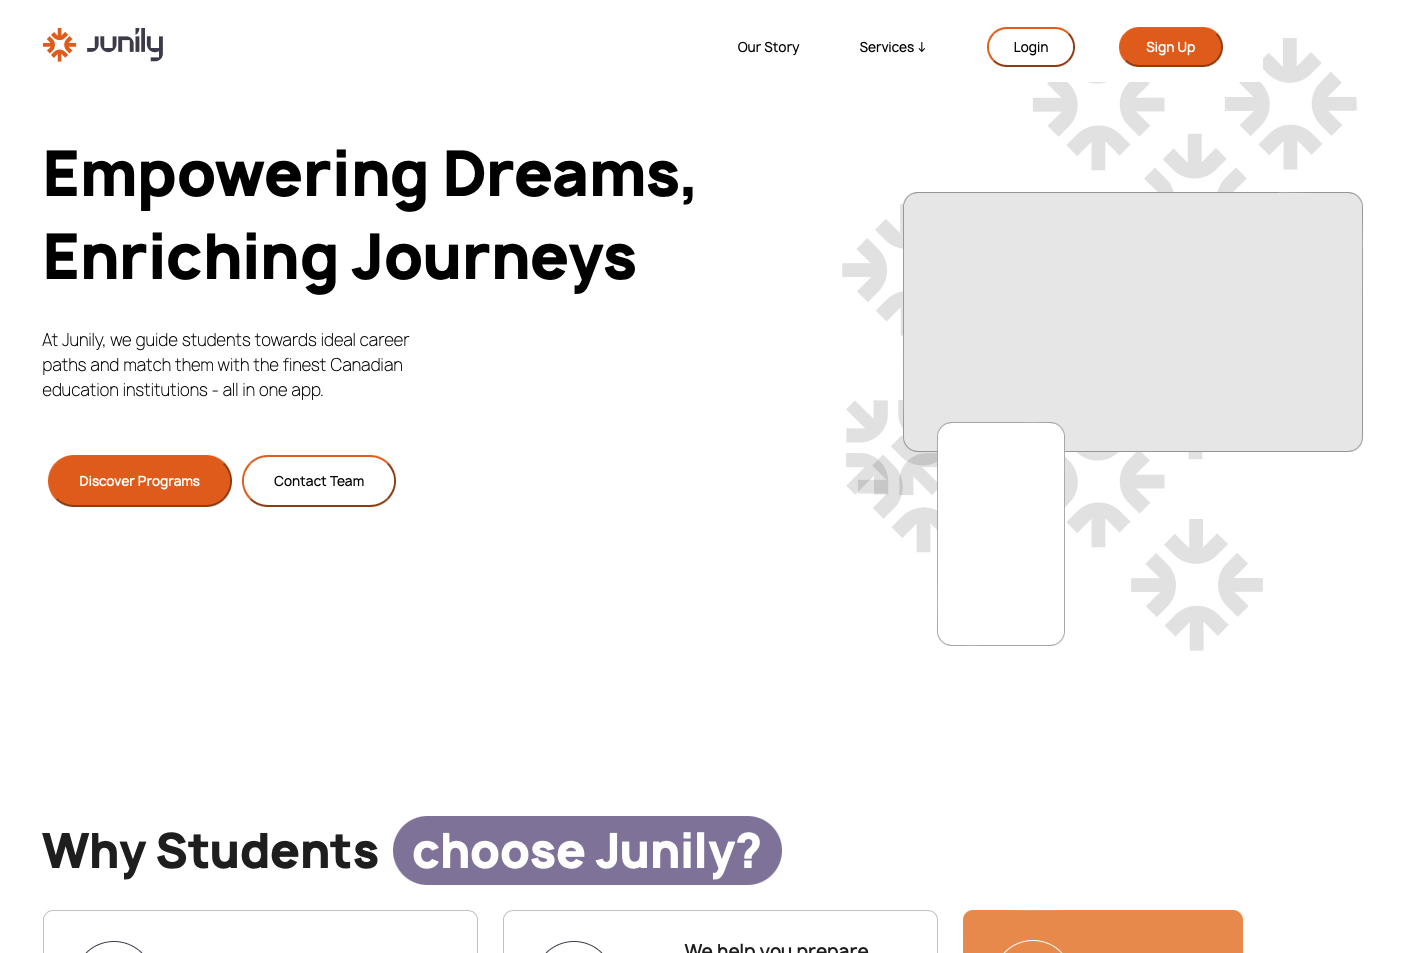 junily
Our Story
Services ↓
Login
Sign Up
Empowering Dreams,
Enriching Journeys
At Junily, we guide students towards ideal career
paths and match them with the finest Canadian
education institutions - all in one app.
Discover Programs
Contact Team
Why Students choose Junily?
We help you prepare